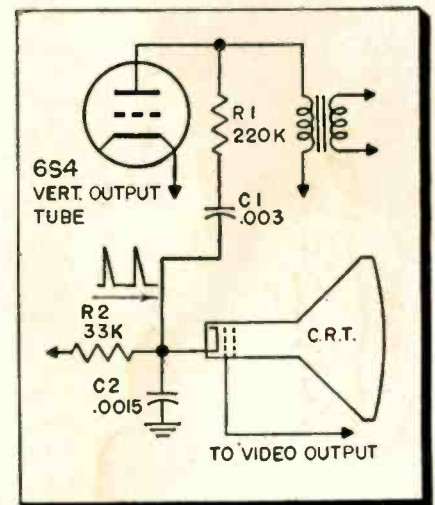 R1
220K
6S4
VERT. OUTPUT
TUBE
C1
.003
R2
33K
C.R.T.
C2
.0015
TO VIDEO OUTPUT